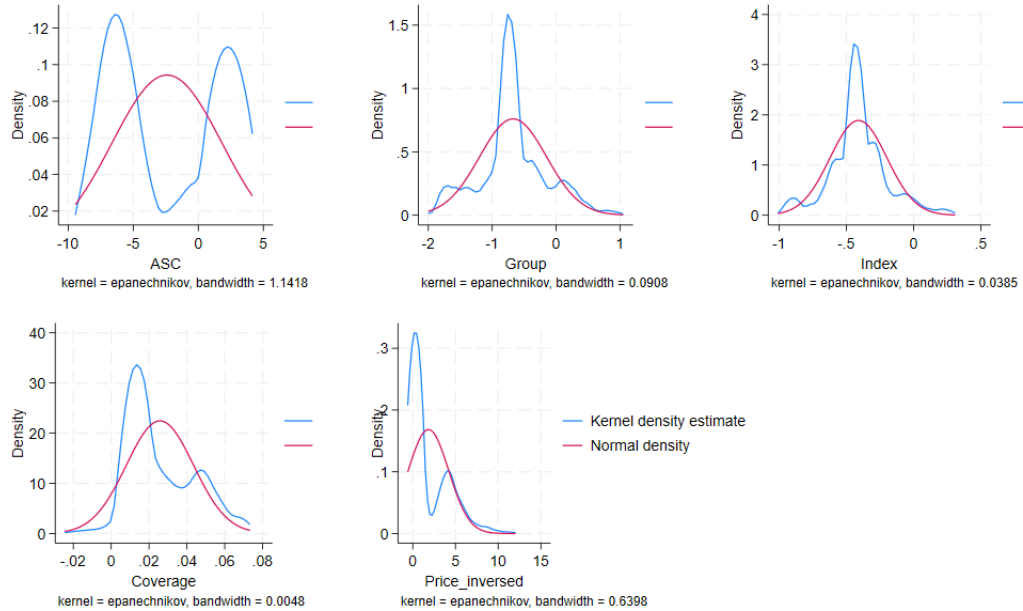 Density
.12
.1
.08
.06
.04
.02
-10
-5
0
5
ASC
kernel = epanechnikov, bandwidth = 1.1418
Density
1.5
1
.5
0
-2
-1
0
1
Group
kernel = epanechnikov, bandwidth = 0.0908
Density
4
3
2
1
0
-1
-.5
0
.5
Index
kernel = epanechnikov, bandwidth = 0.0385
Density
40
30
20
10
0
-.02
0
.02
.04
.06
.08
Coverage
kernel = epanechnikov, bandwidth = 0.0048
Density
.3
.2
.1
0
0
5
10
15
Price_inversed
kernel = epanechnikov, bandwidth = 0.6398
Kernel density estimate
Normal density